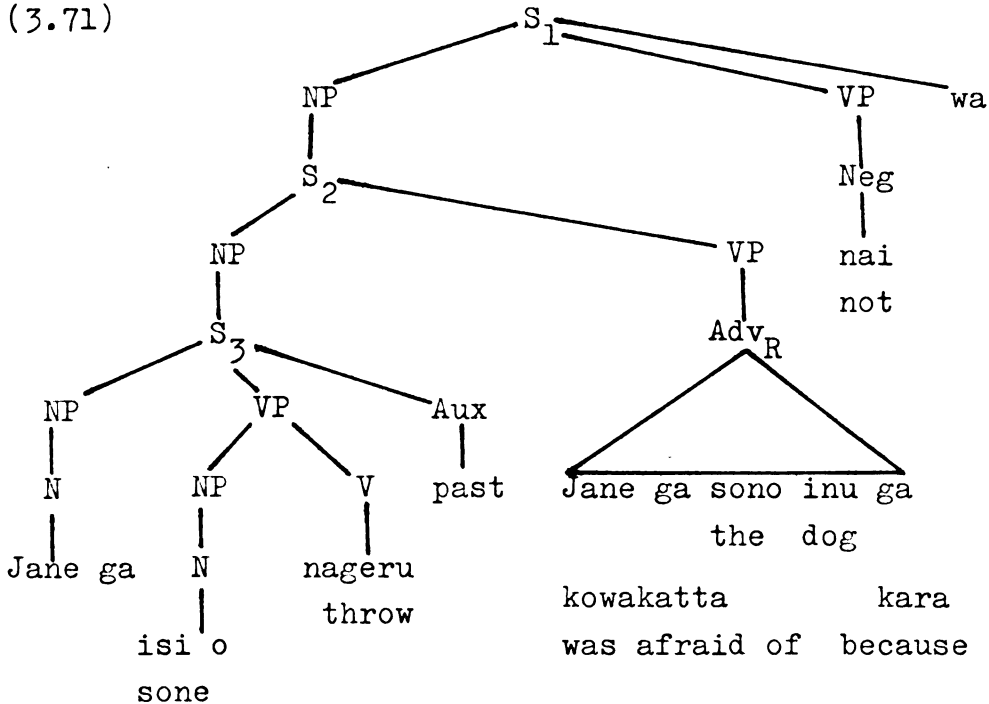 (3.71)
S1
NP VP wa
S2 Neg
NP VP nai
not
S3 AdvR
NP VP Aux
N NP V past Jane ga sono inu ga
the dog
Jane ga N nageru kowakatta kara
throw was afraid of because
isi o
sone